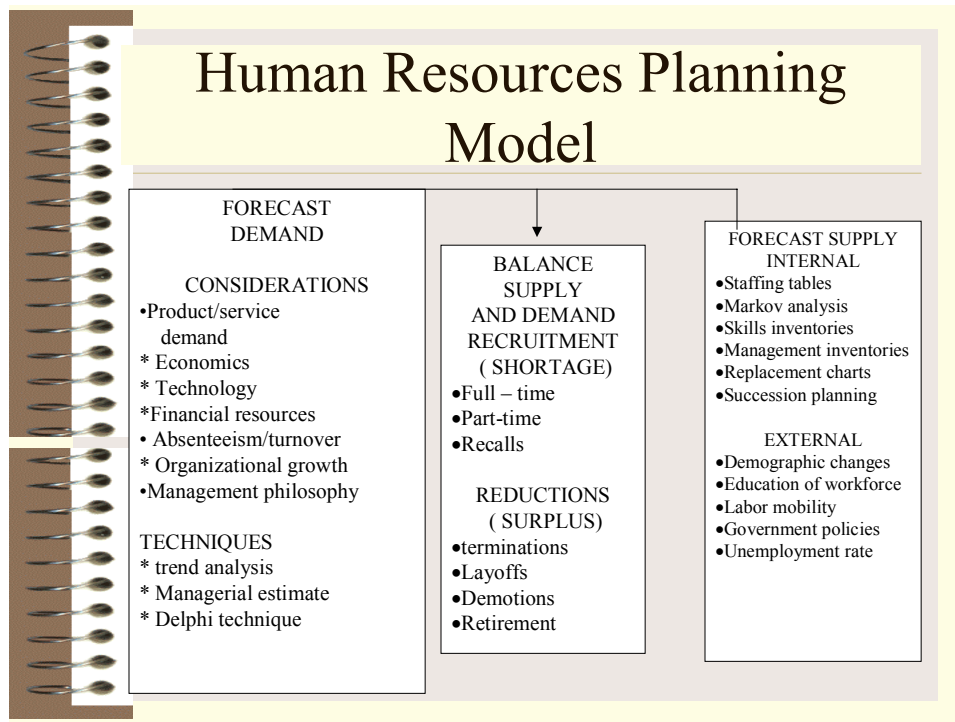 Human Resources Planning
Model
FORECAST
DEMAND
CONSIDERATIONS
•Product/service
demand
* Economics
* Technology
*Financial resources
• Absenteeism/turnover
* Organizational growth
•Management philosophy
TECHNIQUES
* trend analysis
* Managerial estimate
* Delphi technique
BALANCE
SUPPLY
AND DEMAND
RECRUITMENT
( SHORTAGE)
•Full – time
•Part-time
•Recalls
REDUCTIONS
( SURPLUS)
•terminations
•Layoffs
•Demotions
•Retirement
FORECAST SUPPLY
INTERNAL
•Staffing tables
•Markov analysis
•Skills inventories
•Management inventories
•Replacement charts
•Succession planning
EXTERNAL
•Demographic changes
•Education of workforce
•Labor mobility
•Government policies
•Unemployment rate